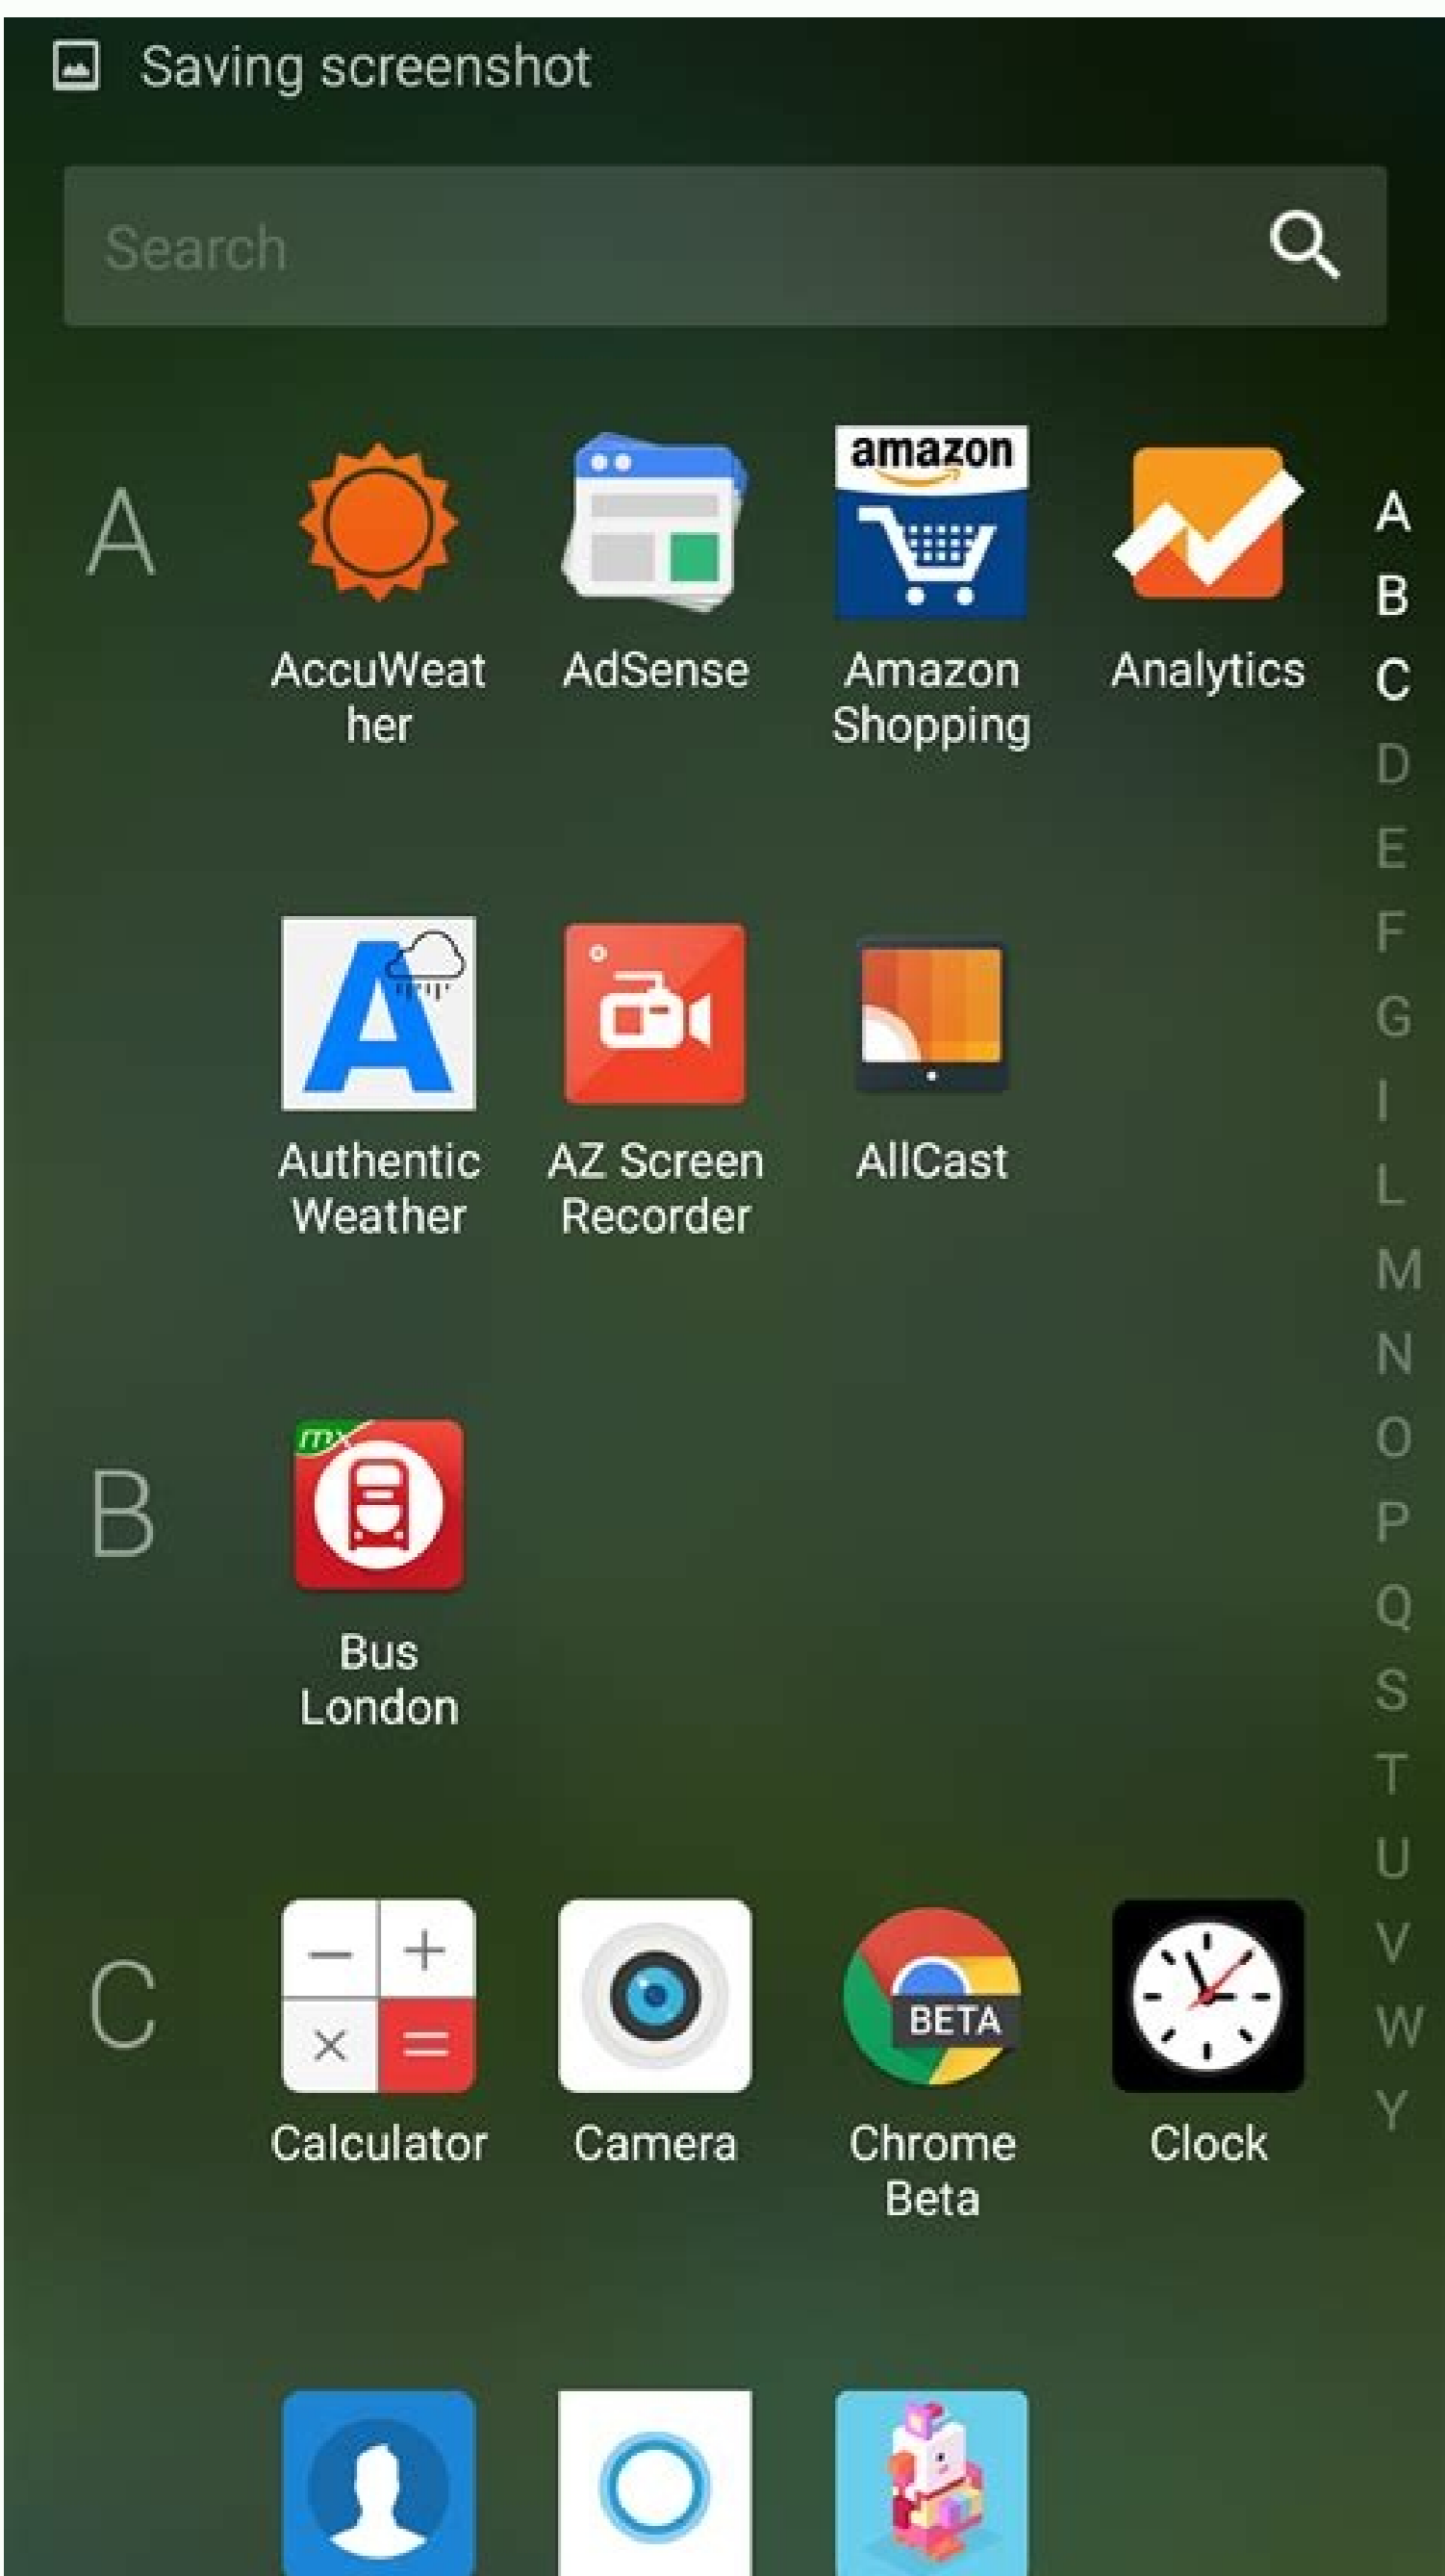 Saving screenshot
Search
A
amazon
AccuWeat
her
AdSense
Amazon
Shopping
Analytics
A
Authentic
Weather
AZ Screen
Recorder
AllCast
B
mx
Bus
London
C
BETA
Calculator
Camera
Chrome
Beta
Clock
A
B
C
D
E
F
G
I
L
M
N
O
P
Q
S
T
U
V
W
Y